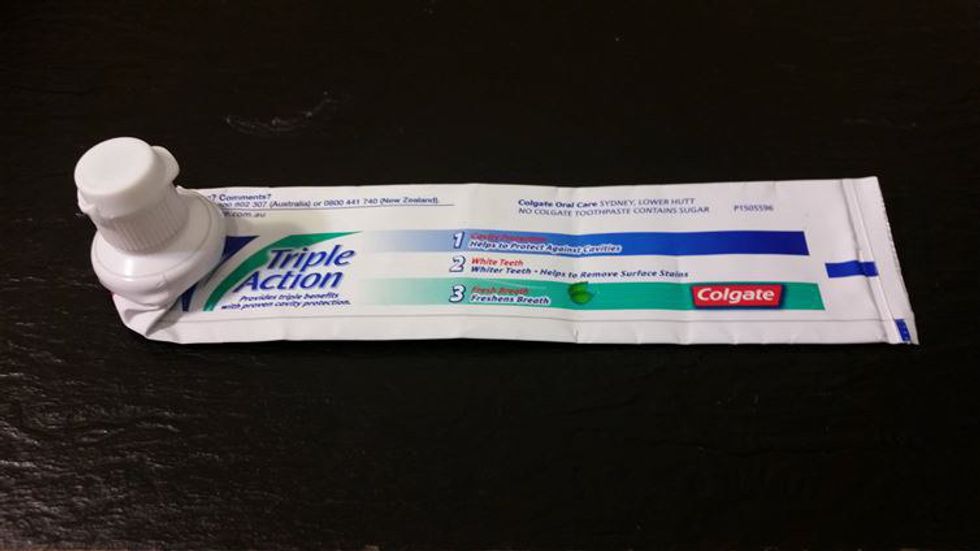 ? Comments?
802 307 (Australia) or 0800 441 740 (New Zealand).
.com.au
Colgate Oral Care SYDNEY, LOWER HUTT
NO COLGATE TOOTHPASTE CONTAINS SUGAR
P1505596
Triple
Action
Provides triple benefits
with proven cavity protection.
1 Cavity Protection
Helps to Protect Against Cavities
2 White Teeth
Whiter Teeth • Helps to Remove Surface Stains
3 Fresh Breath
Freshens Breath
Colgate